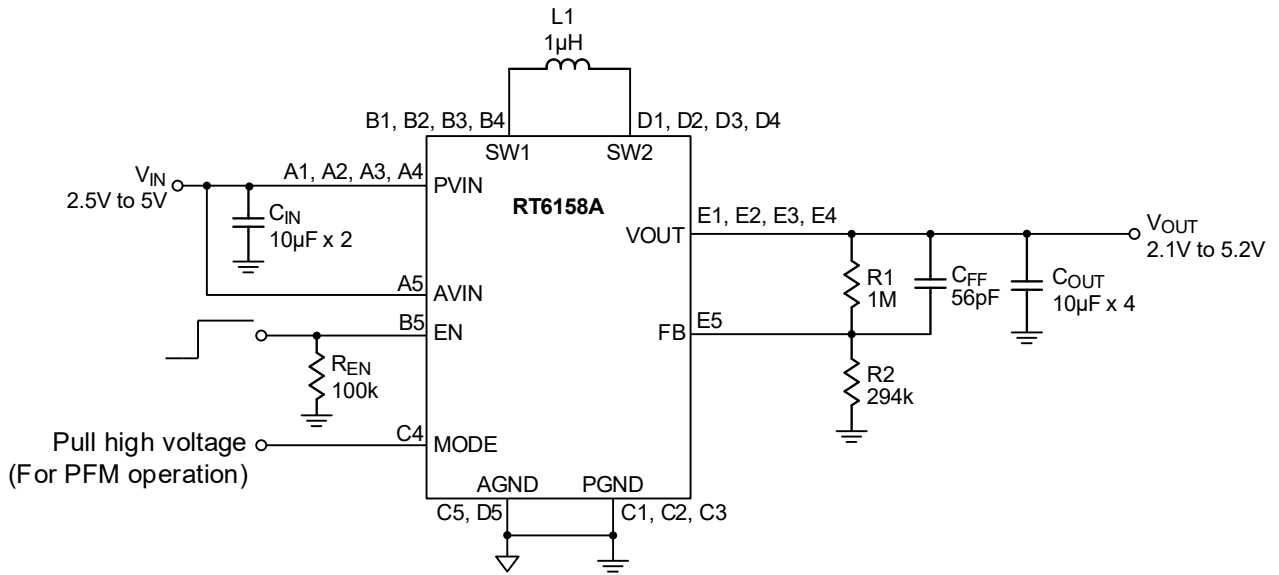 L1
1µH
B1, B2, B3, B4
D1, D2, D3, D4
SW1
SW2
VIN
2.5V to 5V
A1, A2, A3, A4
PVIN
RT6158A
CIN
10µF x 2
E1, E2, E3, E4
VOUT
VOUT
2.1V to 5.2V
R1
1M
CFF
56pF
COUT
10µF x 4
A5
AVIN
B5
EN
E5
FB
REN
100k
R2
294k
Pull high voltage
(For PFM operation)
C4
MODE
AGND
PGND
C5, D5
C1, C2, C3